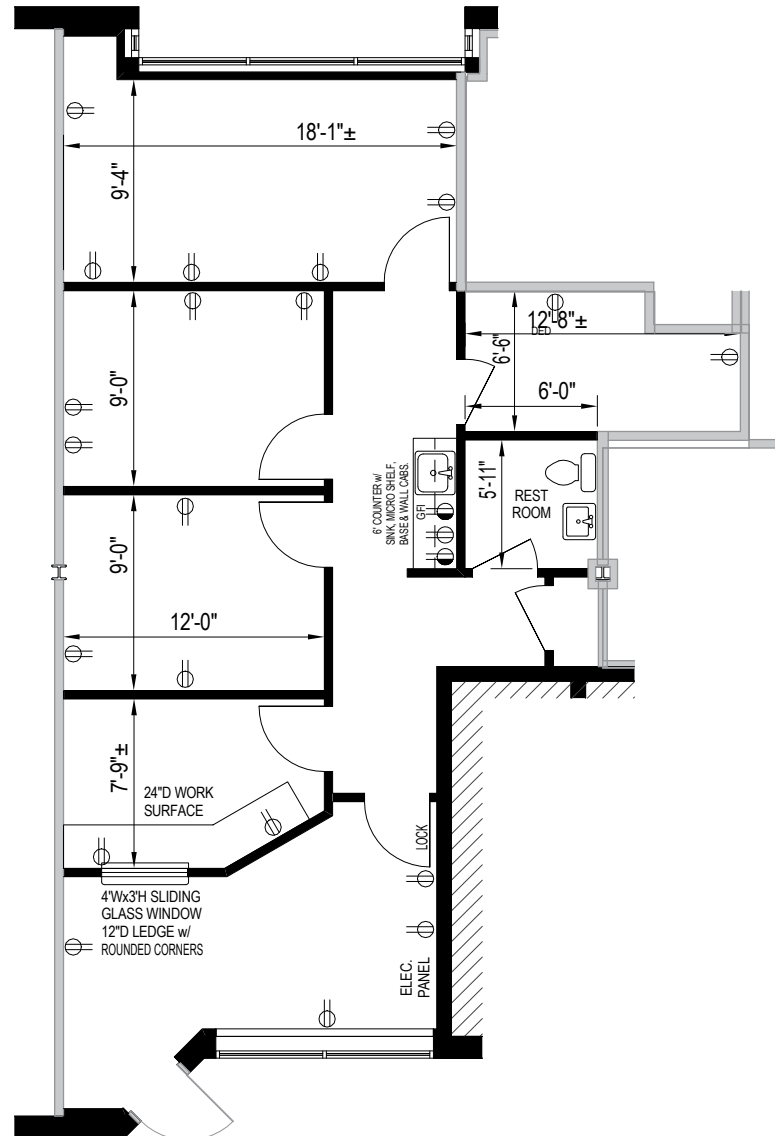 18'-1"±
9'-4"
12'-8"±
DED
6'-6"
9'-0"
6'-0"
6' COUNTER w/
SINK, MICRO SHELF,
BASE & WALL CABS.
GFI
5'-11"
REST
ROOM
9'-0"
12'-0"
7'-9"±
24"D WORK
SURFACE
LOCK
4'Wx3'H SLIDING
GLASS WINDOW
12"D LEDGE w/
ROUNDED CORNERS
ELEC.
PANEL